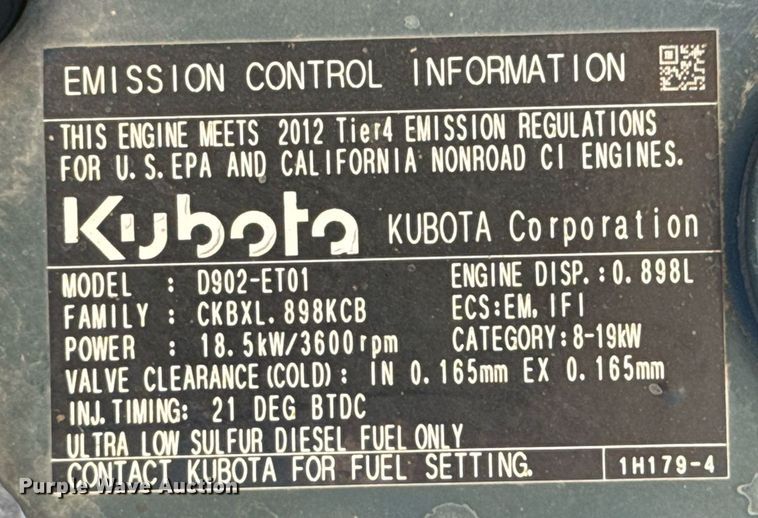 EMISSION CONTROL INFORMATION
THIS ENGINE MEETS 2012 Tier4 EMISSION REGULATIONS
FOR U.S.EPA AND CALIFORNIA NONROAD CI ENGINES.
Kubota KUBOTA Corporation
MODEL : D902-ET01 ENGINE DISP.:0.898L
FAMILY : CKBXL.898KCB ECS:EM,IFI
POWER : 18.5kW/3600rpm CATEGORY:8-19kW
VALVE CLEARANCE(COLD): IN 0.165mm EX 0.165mm
INJ.TIMING: 21 DEG BTDC
ULTRA LOW SULFUR DIESEL FUEL ONLY
CONTACT KUBOTA FOR FUEL SETTING. 1H179-4
Purple Wave Auction